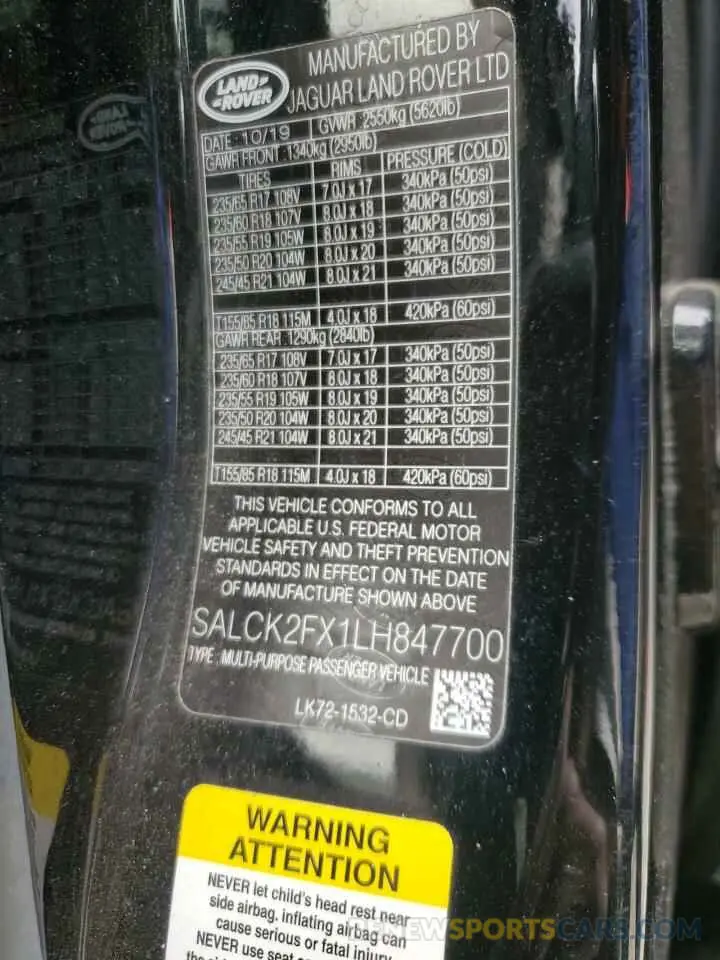 LAND
ROVER
MANUFACTURED BY
JAGUAR LAND ROVER LTD
DATE : 10/19 GVWR :2550kg (5620lb)
GAWR FRONT : 1340kg (2950lb)
TIRES RIMS PRESSURE (COLD)
235/65 R17 108V 7.0J x 17 340kPa (50psi)
235/60 R18 107V 8.0J x 18 340kPa (50psi)
235/55 R19 105W 8.0J x 19 340kPa (50psi)
235/50 R20 104W 8.0J x 20 340kPa (50psi)
245/45 R21 104W 8.0J x 21 340kPa (50psi)
T155/85 R18 115M 4.0J x 18 420kPa (60psi)
GAWR REAR :1290kg (2840lb)
235/65 R17 108V 7.0J x 17 340kPa (50psi)
235/60 R18 107V 8.0J x 18 340kPa (50psi)
235/55 R19 105W 8.0J x 19 340kPa (50psi)
235/50 R20 104W 8.0J x 20 340kPa (50psi)
245/45 R21 104W 8.0J x 21 340kPa (50psi)
T155/85 R18 115M 4.0J x 18 420kPa (60psi)
THIS VEHICLE CONFORMS TO ALL
APPLICABLE U.S. FEDERAL MOTOR
VEHICLE SAFETY AND THEFT PREVENTION
STANDARDS IN EFFECT ON THE DATE
OF MANUFACTURE SHOWN ABOVE
SALCK2FX1LH847700
TYPE : MULTI-PURPOSE PASSENGER VEHICLE
LK72-1532-CD
WARNING
ATTENTION
NEVER let child's head rest near
side airbag. inflating airbag can
cause serious or fatal injury.
NEVER use seat
RENEWSPORTSCARS.COM